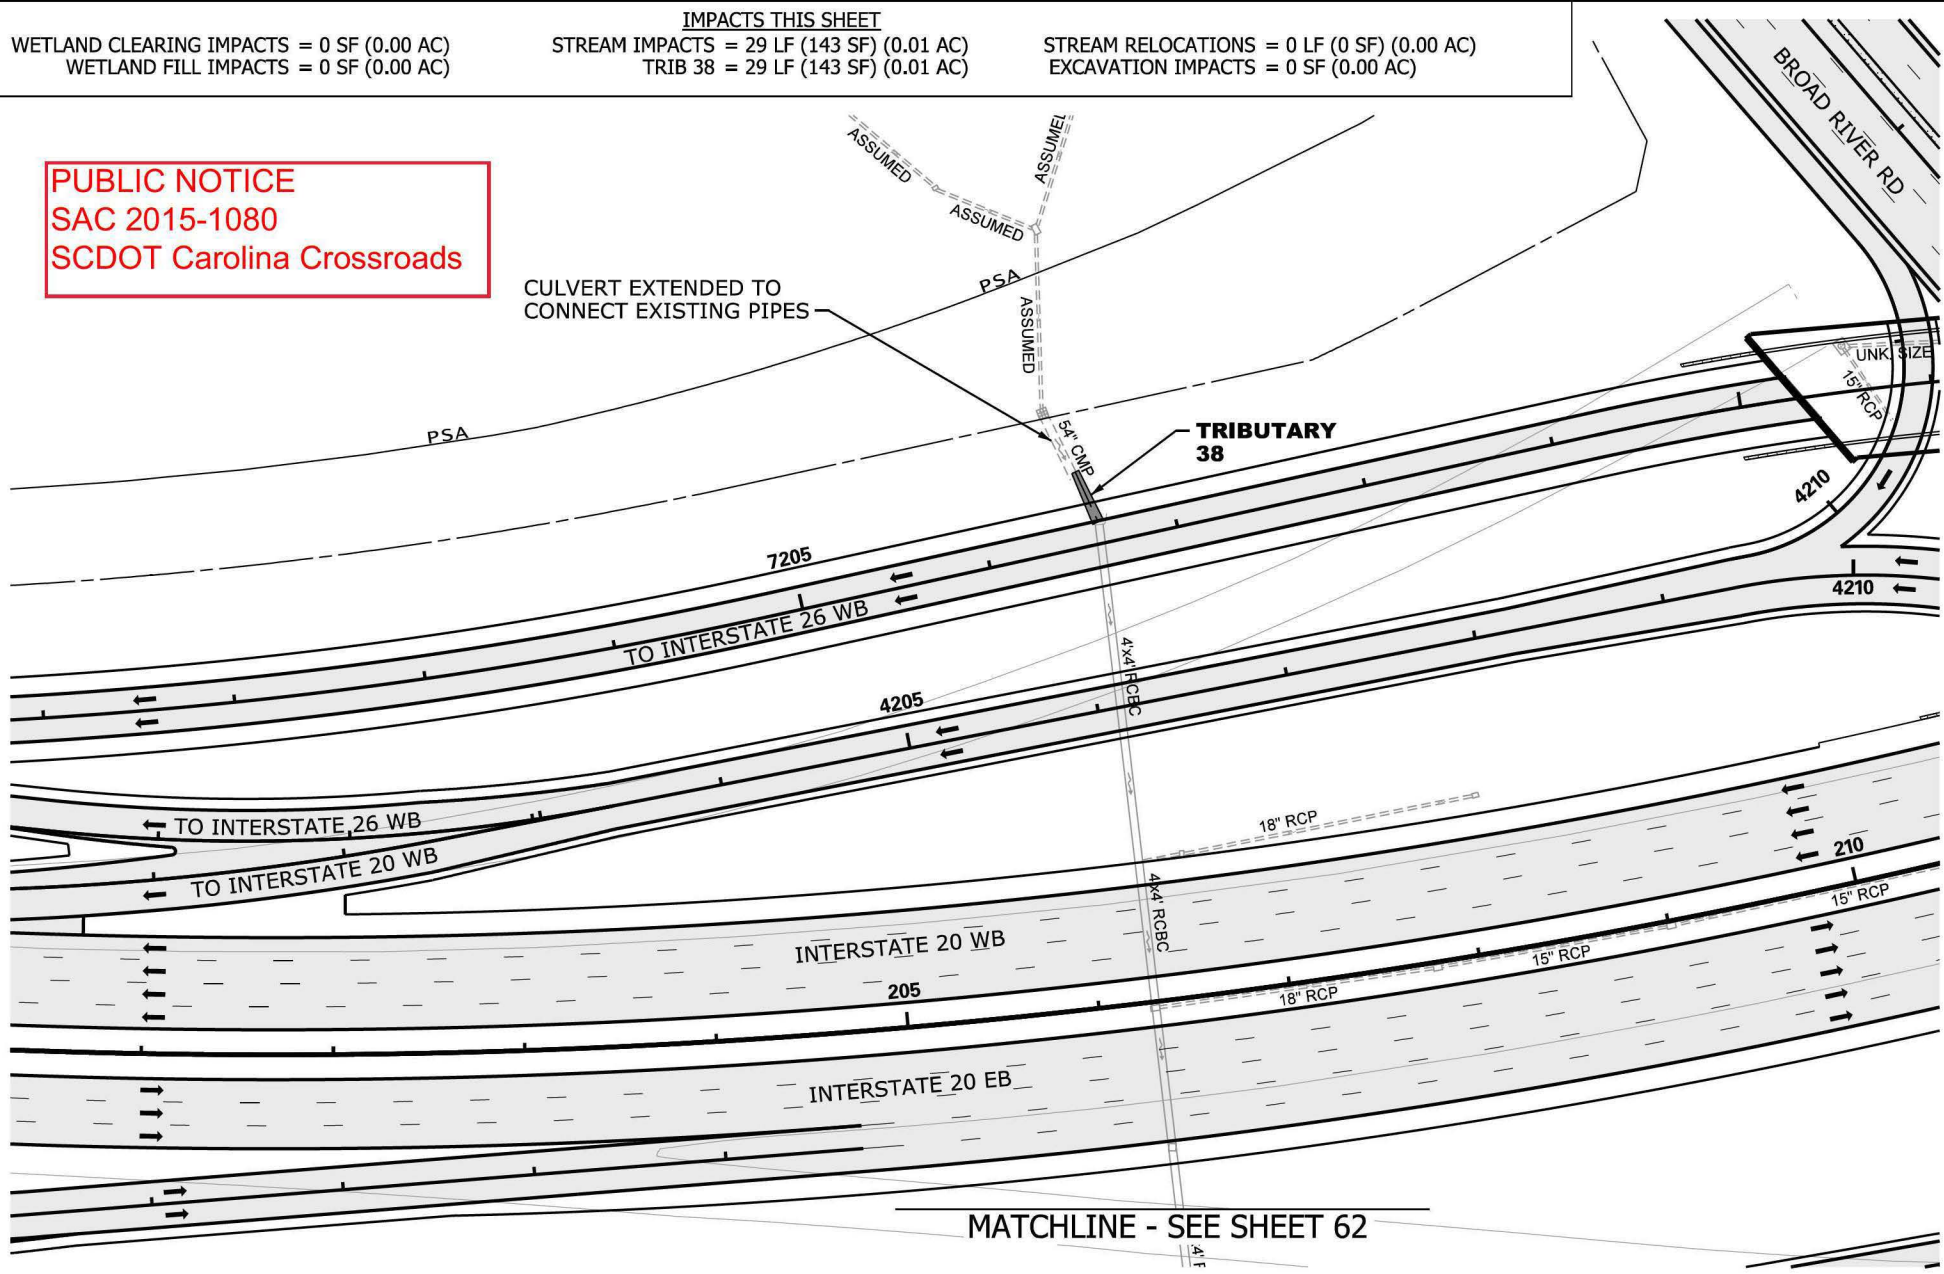 IMPACTS THIS SHEET
WETLAND CLEARING IMPACTS = 0 SF (0.00 AC)
WETLAND FILL IMPACTS = 0 SF (0.00 AC)
STREAM IMPACTS = 29 LF (143 SF) (0.01 AC)
TRIB 38 = 29 LF (143 SF) (0.01 AC)
STREAM RELOCATIONS = 0 LF (0 SF) (0.00 AC)
EXCAVATION IMPACTS = 0 SF (0.00 AC)
PUBLIC NOTICE
SAC 2015-1080
SCDOT Carolina Crossroads
BROAD RIVER RD
ASSUMED
ASSUMED
ASSUMED
ASSUMED
PSA
PSA
CULVERT EXTENDED TO
CONNECT EXISTING PIPES
54" CMP
TRIBUTARY
38
UNK. SIZE
15" RCP
4210
4210
7205
TO INTERSTATE 26 WB
4'x4' RCBC
4205
TO INTERSTATE 26 WB
TO INTERSTATE 20 WB
18" RCP
4'x4' RCBC
210
15" RCP
INTERSTATE 20 WB
15" RCP
18" RCP
205
INTERSTATE 20 EB
MATCHLINE - SEE SHEET 62